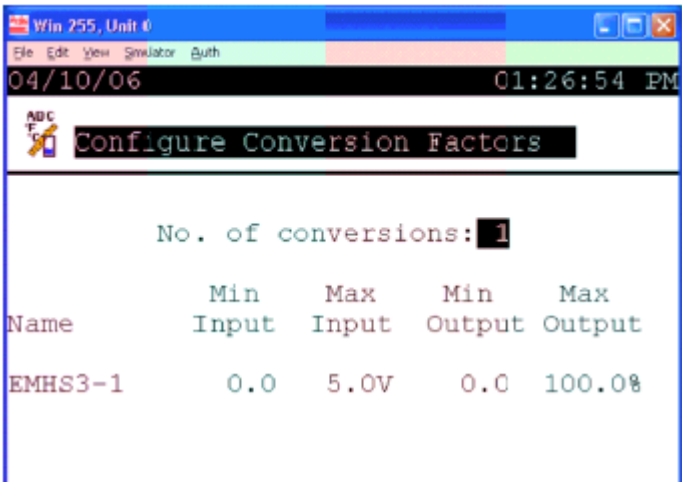 Win 255, Unit 0
File Edit View Simulator Auth
04/10/06 01:26:54 PM
ADC
°F
°C
Configure Conversion Factors
No. of conversions: 1
Min Max Min Max
Name Input Input Output Output
EMHS3-1 0.0 5.0V 0.0 100.0%